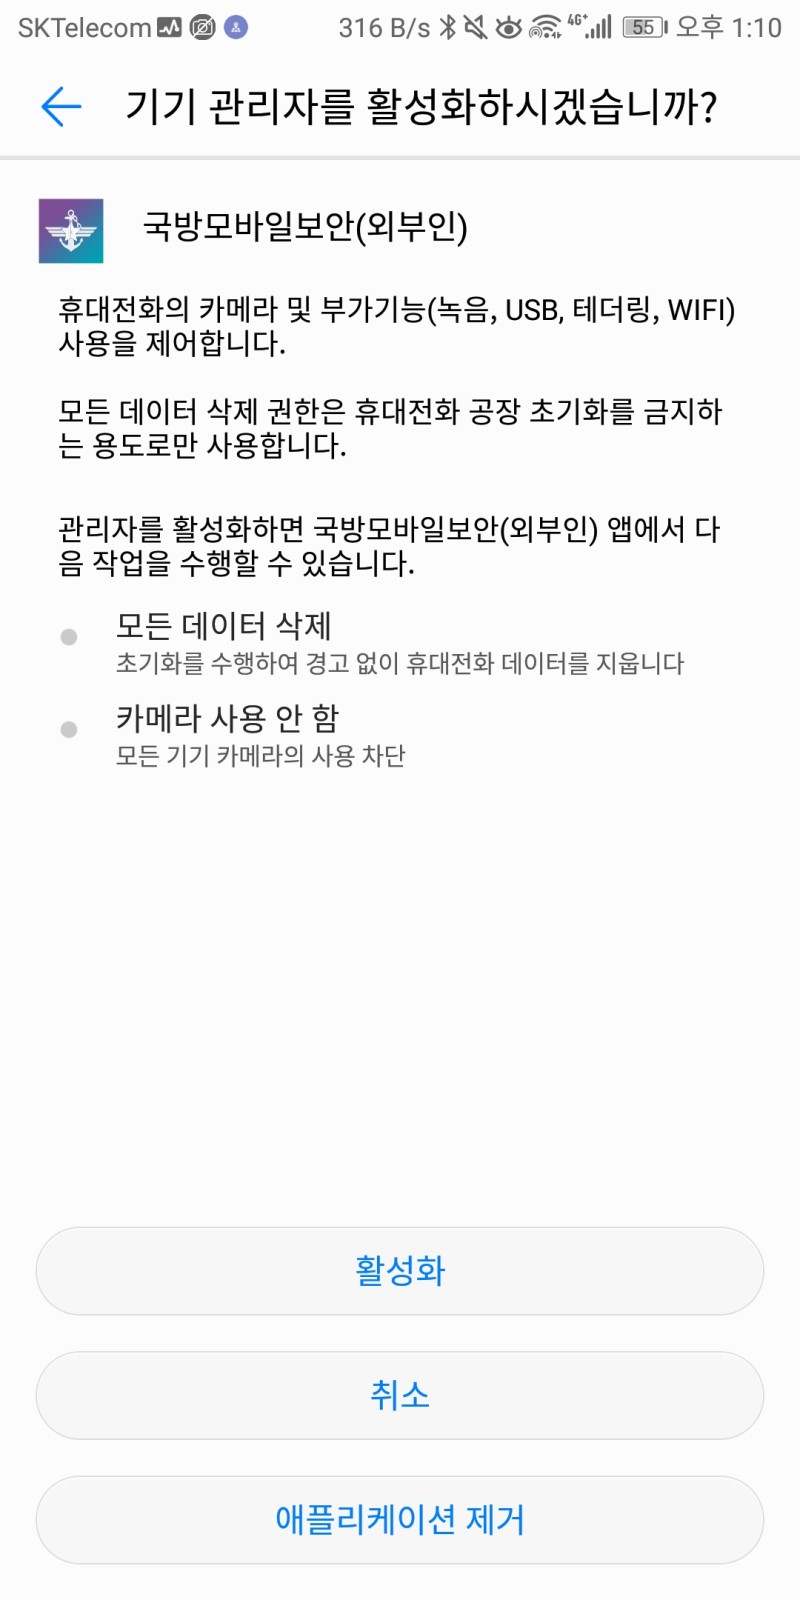 SKTelecom 316 B/s 4G+ 55 오후 1:10
기기 관리자를 활성화하시겠습니까?
국방모바일보안(외부인)
휴대전화의 카메라 및 부가기능(녹음, USB, 테더링, WIFI)
사용을 제어합니다.
모든 데이터 삭제 권한은 휴대전화 공장 초기화를 금지하
는 용도로만 사용합니다.
관리자를 활성화하면 국방모바일보안(외부인) 앱에서 다
음 작업을 수행할 수 있습니다.
모든 데이터 삭제
초기화를 수행하여 경고 없이 휴대전화 데이터를 지웁니다
카메라 사용 안 함
모든 기기 카메라의 사용 차단
활성화
취소
애플리케이션 제거